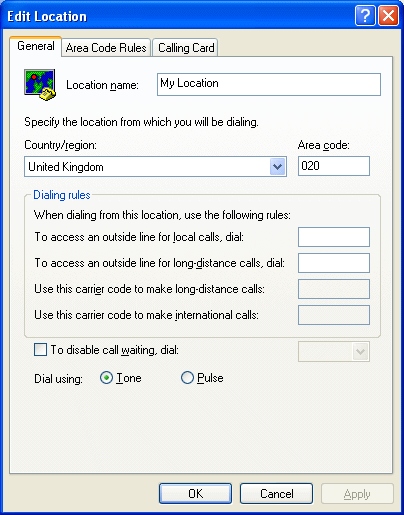 Edit Location
General Area Code Rules Calling Card
Location name: My Location
Specify the location from which you will be dialing.
Country/region: Area code:
United Kingdom 020
Dialing rules
When dialing from this location, use the following rules:
To access an outside line for local calls, dial:
To access an outside line for long-distance calls, dial:
Use this carrier code to make long-distance calls:
Use this carrier code to make international calls:
To disable call waiting, dial:
Dial using: Tone Pulse
OK Cancel Apply